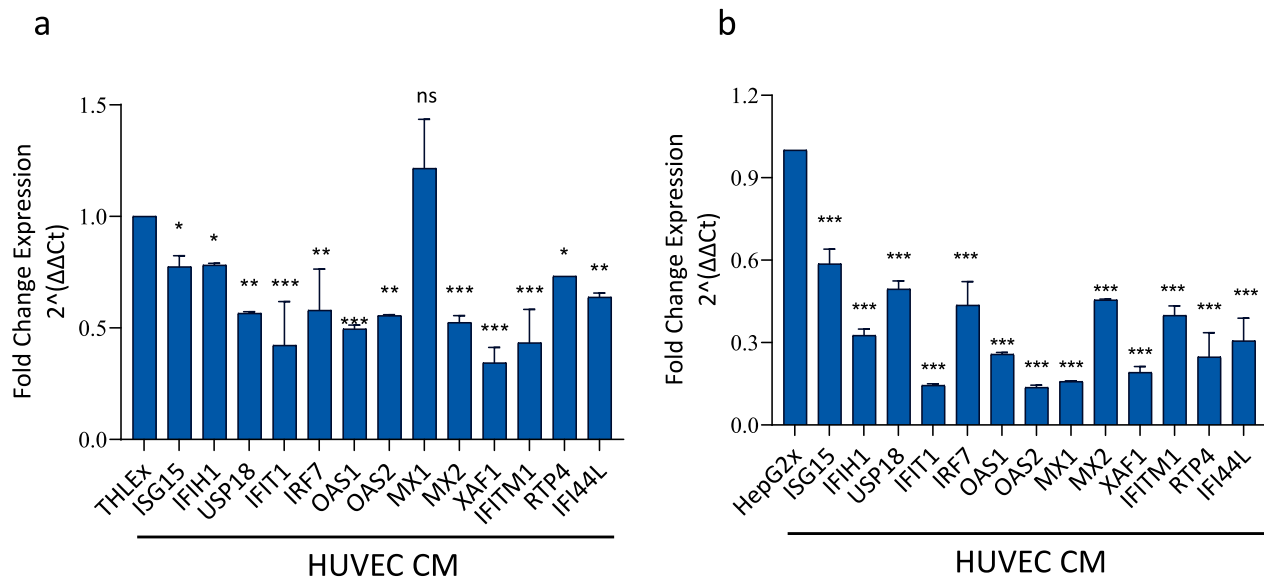 a
Fold Change Expression
2^(ΔΔCt)
1.5
1.0
0.5
0.0
* * ** *** ** *** ** ns *** *** *** * **
THLEx ISG15 IFIH1 USP18 IFIT1 IRF7 OAS1 OAS2 MX1 MX2 XAF1 IFITM1 RTP4 IFI44L
HUVEC CM
b
Fold Change Expression
2^(ΔΔCt)
1.2
0.9
0.6
0.3
0.0
*** *** *** *** *** *** *** *** *** *** *** *** ***
HepG2x ISG15 IFIH1 USP18 IFIT1 IRF7 OAS1 OAS2 MX1 MX2 XAF1 IFITM1 RTP4 IFI44L
HUVEC CM